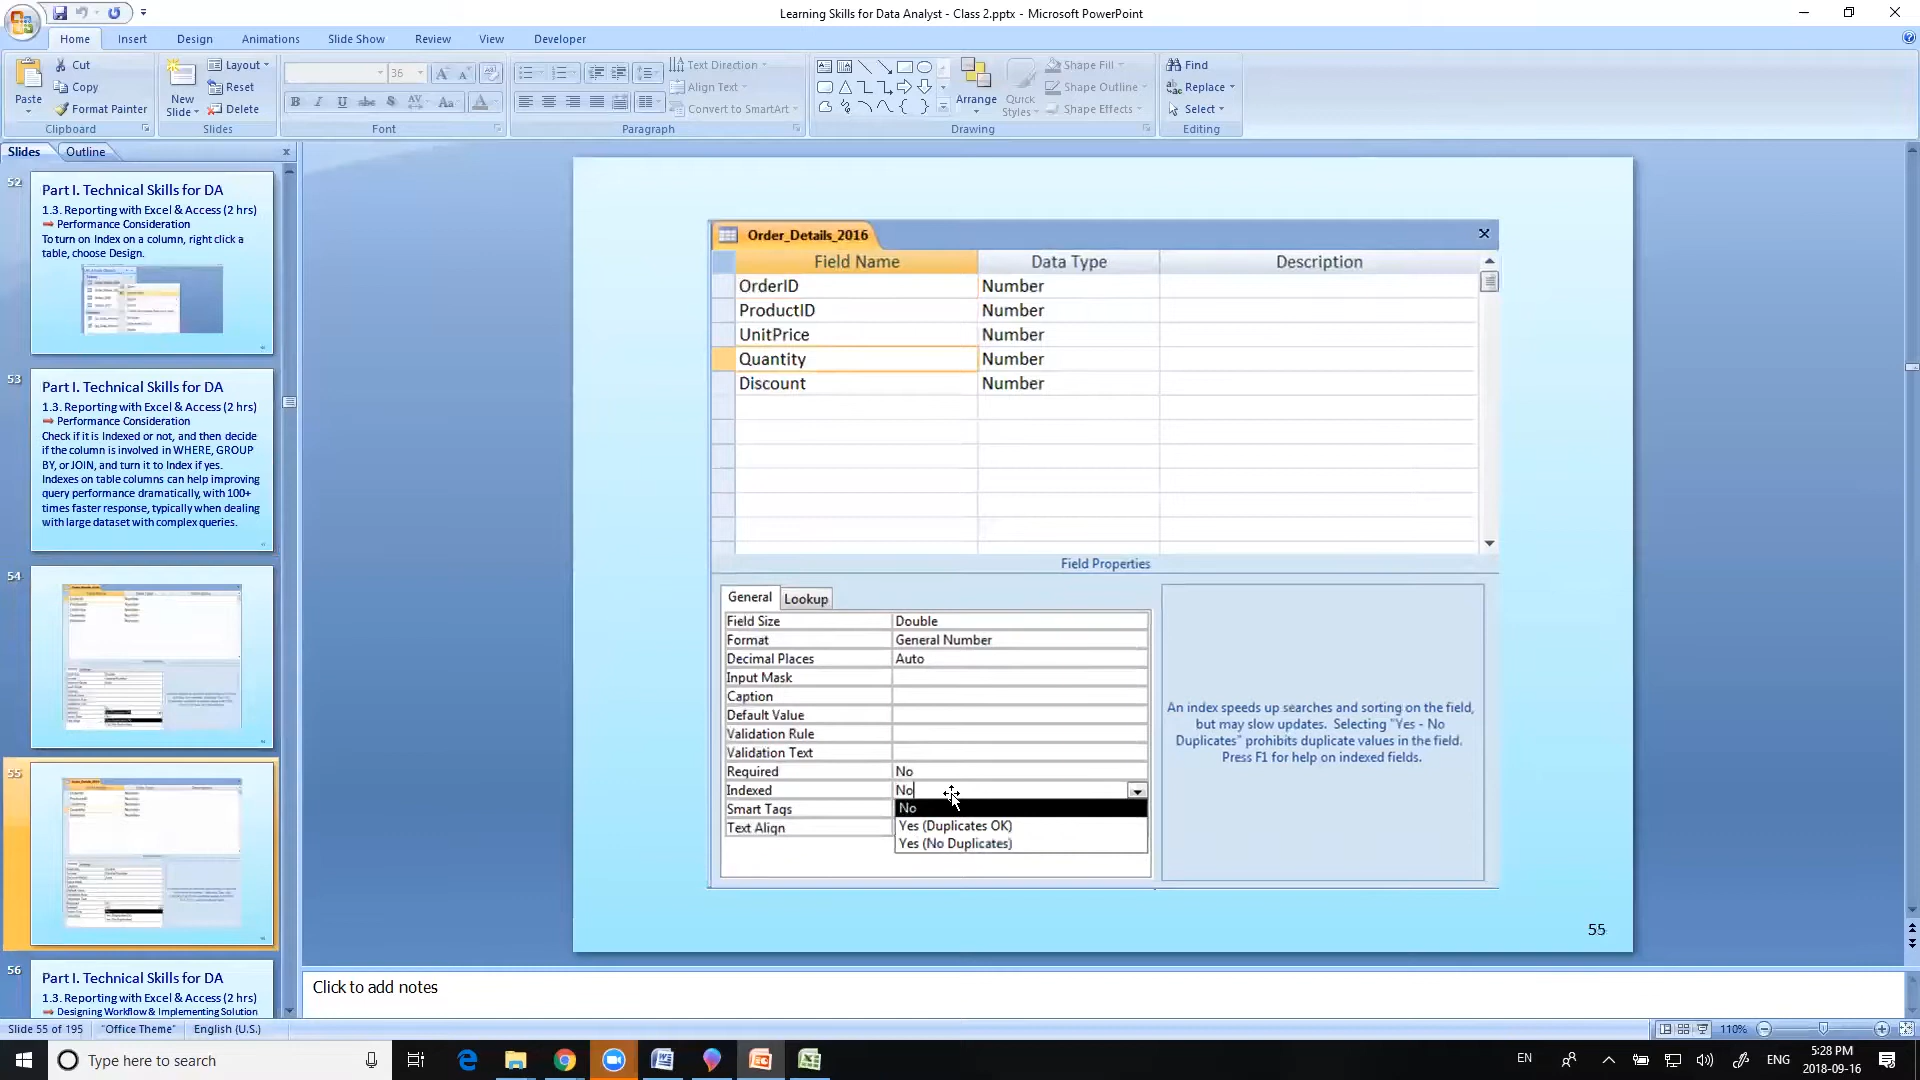 Learning Skills for Data Analyst - Class 2.pptx - Microsoft PowerPoint
Home Insert Design Animations Slide Show Review View Developer
Paste
Cut
Copy
Format Painter
Clipboard
New
Slide
Layout
Reset
Delete
Slides
36
Font
Text Direction
Align Text
Convert to SmartArt
Paragraph
Arrange
Quick
Styles
Shape Fill
Shape Outline
Shape Effects
Drawing
Find
Replace
Select
Editing
Slides Outline
52
Part I. Technical Skills for DA
1.3. Reporting with Excel & Access (2 hrs)
Performance Consideration
To turn on Index on a column, right click a
table, choose Design.
53
Part I. Technical Skills for DA
1.3. Reporting with Excel & Access (2 hrs)
Performance Consideration
Check if it is Indexed or not, and then decide
if the column is involved in WHERE, GROUP
BY, or JOIN, and turn it to Index if yes.
Indexes on table columns can help improving
query performance dramatically, with 100+
times faster response, typically when dealing
with large dataset with complex queries.
54
55
56
Part I. Technical Skills for DA
1.3. Reporting with Excel & Access (2 hrs)
Designing Workflow & Implementing Solution
Order_Details_2016
Field Name Data Type Description
OrderID Number
ProductID Number
UnitPrice Number
Quantity Number
Discount Number
Field Properties
General Lookup
Field Size Double
Format General Number
Decimal Places Auto
Input Mask
Caption
Default Value
Validation Rule
Validation Text
Required No
Indexed No
Smart Tags No
Text Align Yes (Duplicates OK)
Yes (No Duplicates)
An index speeds up searches and sorting on the field,
but may slow updates. Selecting "Yes - No
Duplicates" prohibits duplicate values in the field.
Press F1 for help on indexed fields.
55
Click to add notes
Slide 55 of 195 "Office Theme" English (U.S.) 110%
Type here to search
EN ENG 5:28 PM
2018-09-16